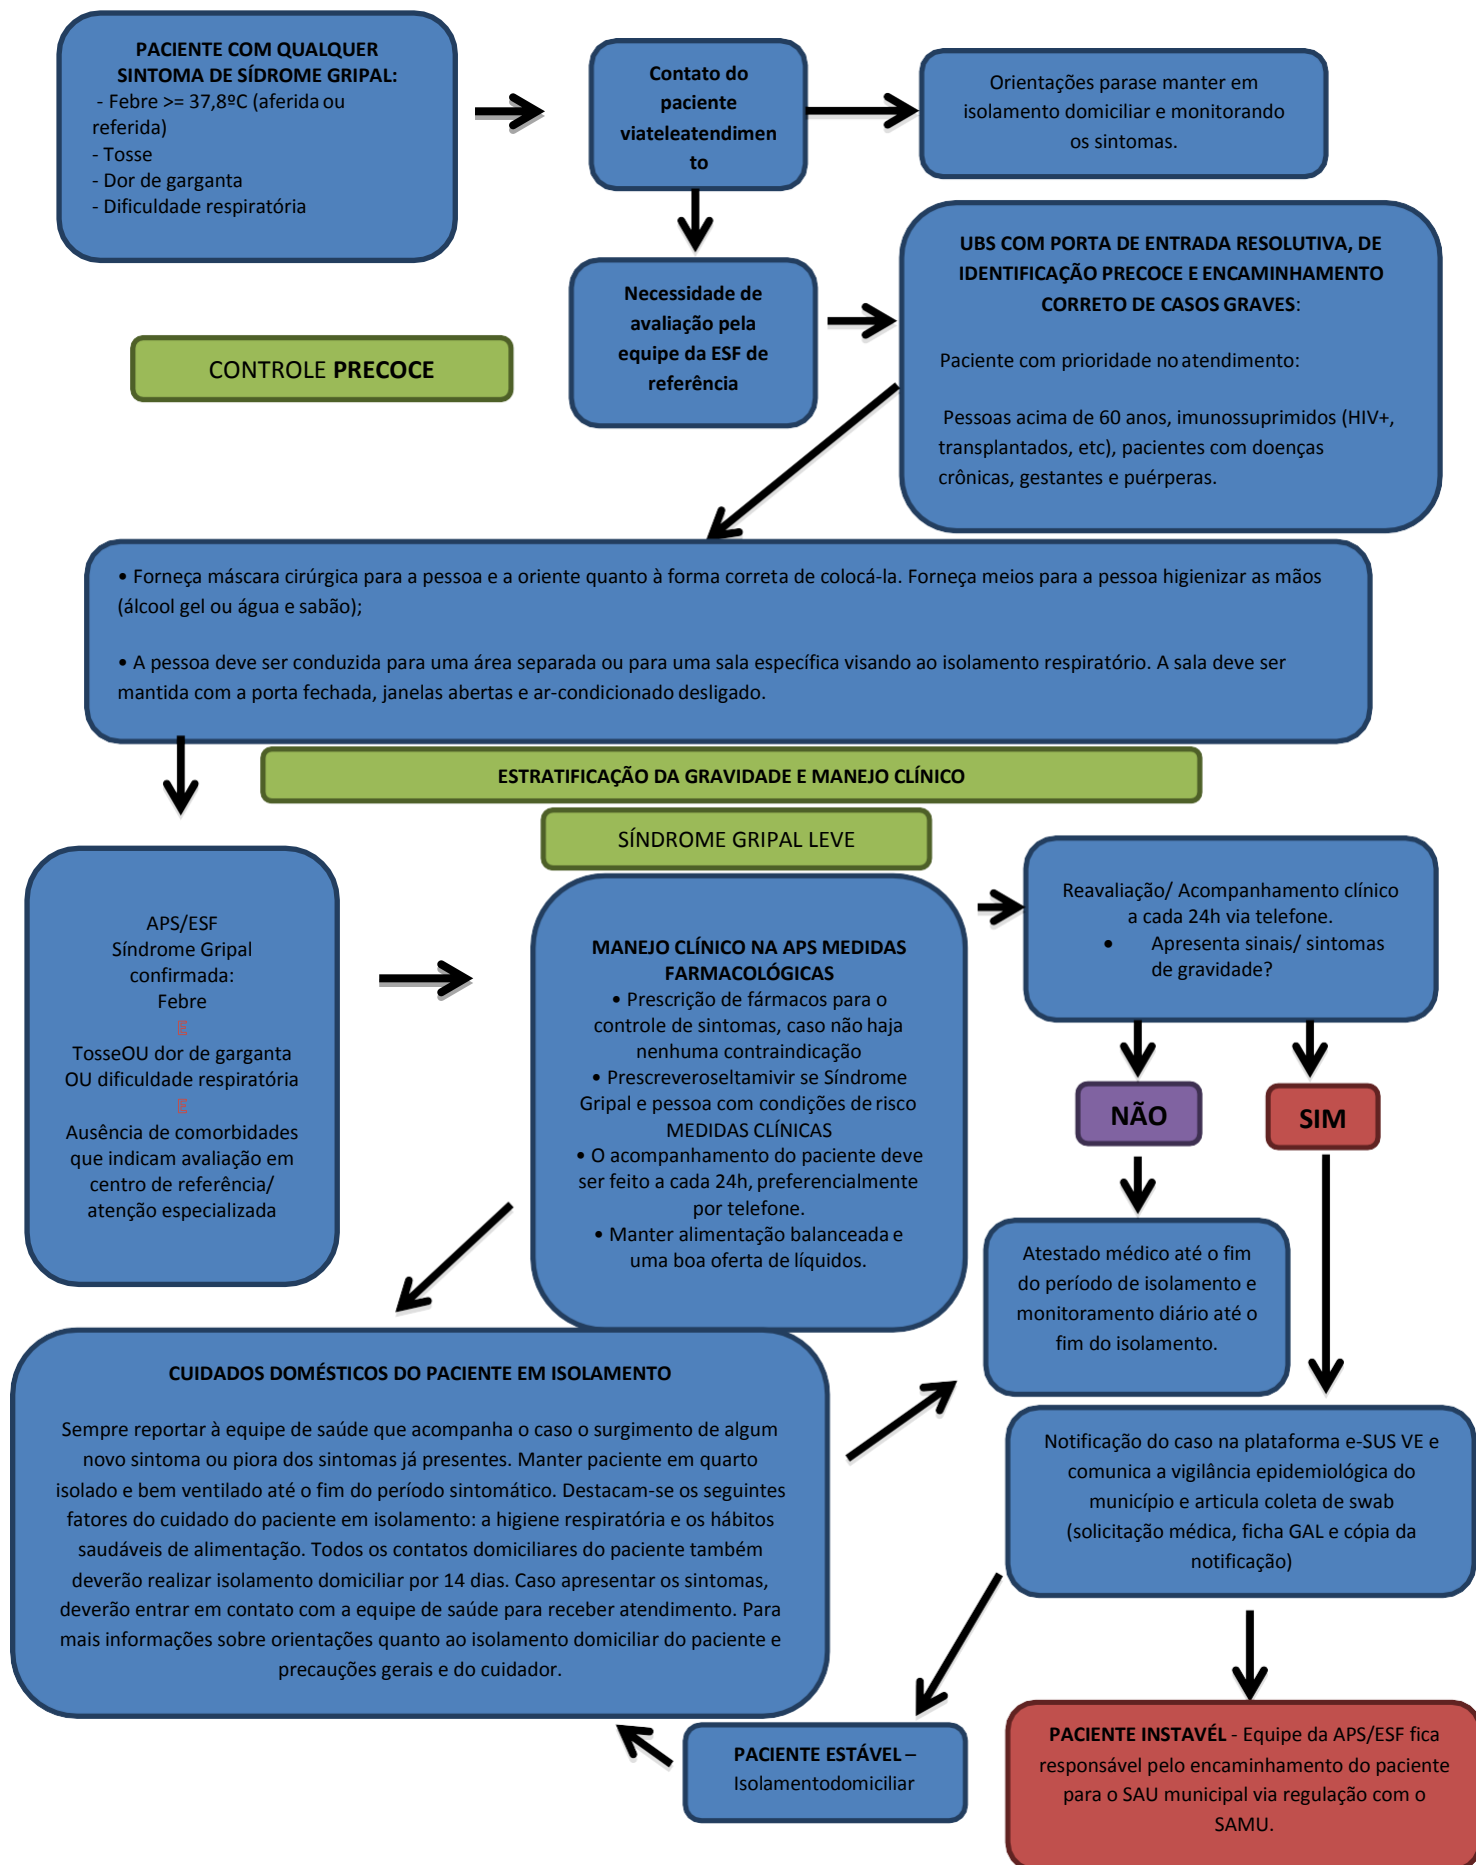 PACIENTE COM QUALQUER
SINTOMA DE SÍDROME GRIPAL:
- Febre >= 37,8ºC (aferida ou
referida)
- Tosse
- Dor de garganta
- Dificuldade respiratória
Contato do
paciente
viateleatendimen
to
Orientações parase manter em
isolamento domiciliar e monitorando
os sintomas.
Necessidade de
avaliação pela
equipe da ESF de
referência
UBS COM PORTA DE ENTRADA RESOLUTIVA, DE
IDENTIFICAÇÃO PRECOCE E ENCAMINHAMENTO
CORRETO DE CASOS GRAVES:
Paciente com prioridade no atendimento:
Pessoas acima de 60 anos, imunossuprimidos (HIV+,
transplantados, etc), pacientes com doenças
crônicas, gestantes e puérperas.
CONTROLE PRECOCE
• Forneça máscara cirúrgica para a pessoa e a oriente quanto à forma correta de colocá-la. Forneça meios para a pessoa higienizar as mãos
(álcool gel ou água e sabão);
• A pessoa deve ser conduzida para uma área separada ou para uma sala específica visando ao isolamento respiratório. A sala deve ser
mantida com a porta fechada, janelas abertas e ar-condicionado desligado.
ESTRATIFICAÇÃO DA GRAVIDADE E MANEJO CLÍNICO
SÍNDROME GRIPAL LEVE
APS/ESF
Síndrome Gripal
confirmada:
Febre
E
TosseOU dor de garganta
OU dificuldade respiratória
E
Ausência de comorbidades
que indicam avaliação em
centro de referência/
atenção especializada
MANEJO CLÍNICO NA APS MEDIDAS
FARMACOLÓGICAS
• Prescrição de fármacos para o
controle de sintomas, caso não haja
nenhuma contraindicação
• Prescreveroseltamivir se Síndrome
Gripal e pessoa com condições de risco
MEDIDAS CLÍNICAS
• O acompanhamento do paciente deve
ser feito a cada 24h, preferencialmente
por telefone.
• Manter alimentação balanceada e
uma boa oferta de líquidos.
Reavaliação/ Acompanhamento clínico
a cada 24h via telefone.
• Apresenta sinais/ sintomas
de gravidade?
NÃO
SIM
Atestado médico até o fim
do período de isolamento e
monitoramento diário até o
fim do isolamento.
CUIDADOS DOMÉSTICOS DO PACIENTE EM ISOLAMENTO
Sempre reportar à equipe de saúde que acompanha o caso o surgimento de algum
novo sintoma ou piora dos sintomas já presentes. Manter paciente em quarto
isolado e bem ventilado até o fim do período sintomático. Destacam-se os seguintes
fatores do cuidado do paciente em isolamento: a higiene respiratória e os hábitos
saudáveis de alimentação. Todos os contatos domiciliares do paciente também
deverão realizar isolamento domiciliar por 14 dias. Caso apresentar os sintomas,
deverão entrar em contato com a equipe de saúde para receber atendimento. Para
mais informações sobre orientações quanto ao isolamento domiciliar do paciente e
precauções gerais e do cuidador.
Notificação do caso na plataforma e-SUS VE e
comunica a vigilância epidemiológica do
município e articula coleta de swab
(solicitação médica, ficha GAL e cópia da
notificação)
PACIENTE ESTÁVEL –
Isolamentodomiciliar
PACIENTE INSTAVÉL - Equipe da APS/ESF fica
responsável pelo encaminhamento do paciente
para o SAU municipal via regulação com o
SAMU.